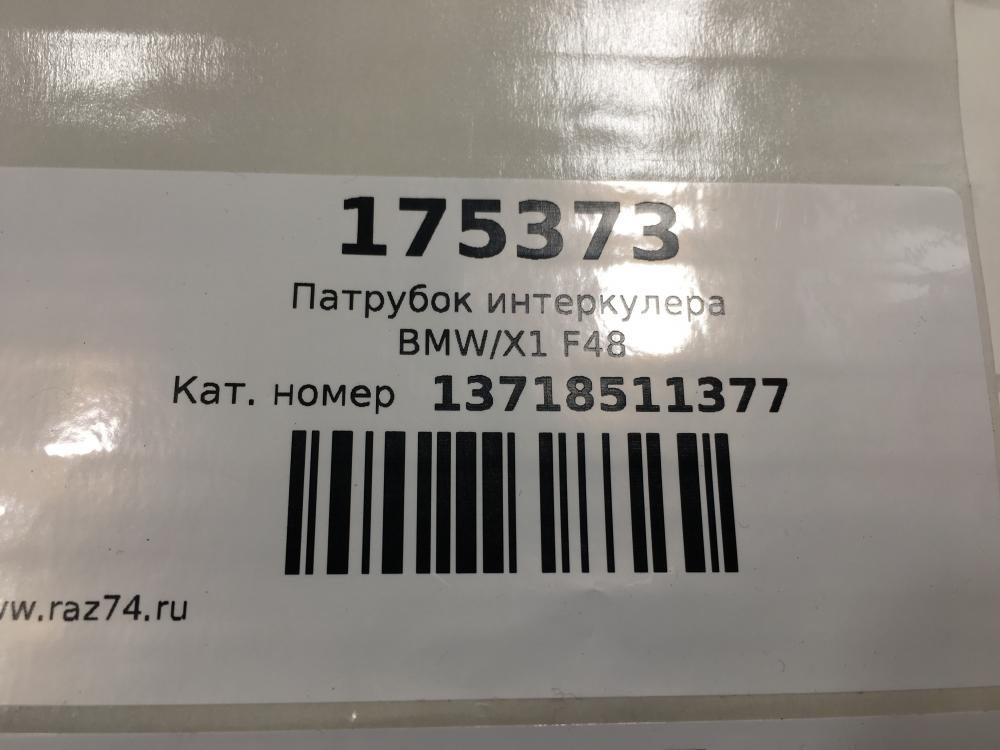 175373
Патрубок интеркулера
BMW/X1 F48
Кат. номер 13718511377
w.raz74.ru